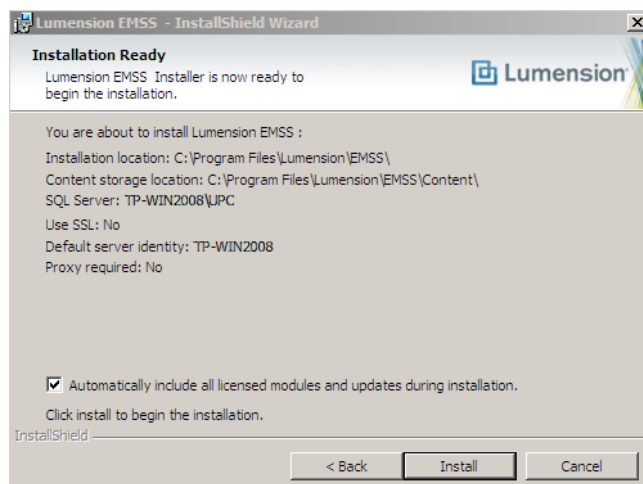 Lumension EMSS - InstallShield Wizard
Installation Ready
Lumension EMSS Installer is now ready to
begin the installation.
Lumension
You are about to install Lumension EMSS :
Installation location: C:\Program Files\Lumension\EMSS\
Content storage location: C:\Program Files\Lumension\EMSS\Content\
SQL Server: TP-WIN2008\UPC
Use SSL: No
Default server identity: TP-WIN2008
Proxy required: No
Automatically include all licensed modules and updates during installation.
Click install to begin the installation.
InstallShield
< Back
Install
Cancel